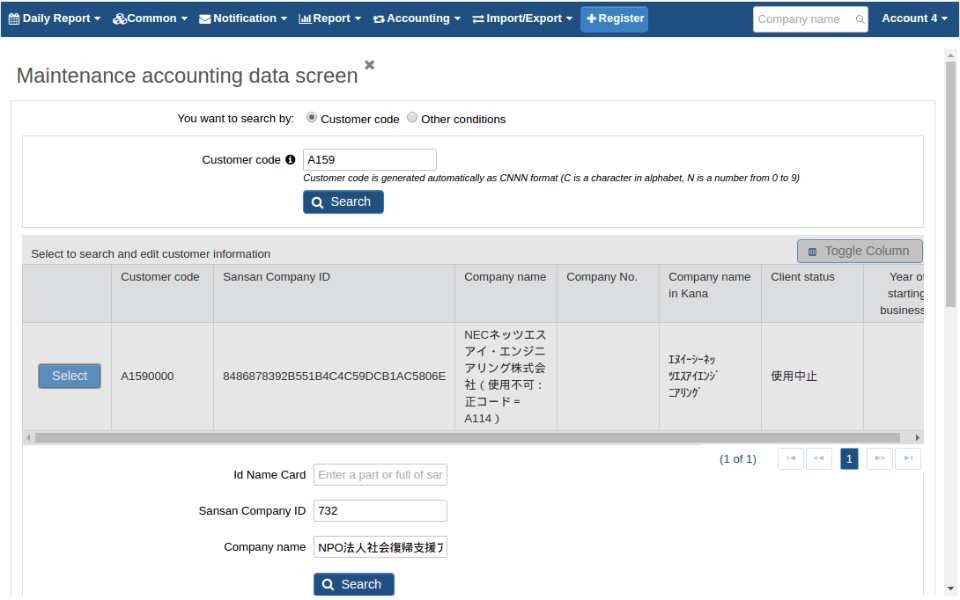 Daily Report Common Notification Report Accounting Import/Export Register Company name Account 4
Maintenance accounting data screen
You want to search by: Customer code Other conditions
Customer code A159
Customer code is generated automatically as CNNN format (C is a character in alphabet, N is a number from 0 to 9)
Search
Select to search and edit customer information Toggle Column
Customer code Sansan Company ID Company name Company No. Company name Client status Year of
in Kana starting
business
NECネッツエス
アイ・エンジニ
アリング株式会
社（使用不可：
正コード＝
A114）
Select A1590000 8486878392B551B4C4C59DCB1AC5806E
ｴﾇｲｰｼｰﾈｯ
ﾂｴｽｱｲｴﾝｼﾞ
ﾆｱﾘﾝｸﾞ
使用中止
(1 of 1) 1
Id Name Card Enter a part or full of sar
Sansan Company ID 732
Company name NPO法人社会復帰支援ア
Search